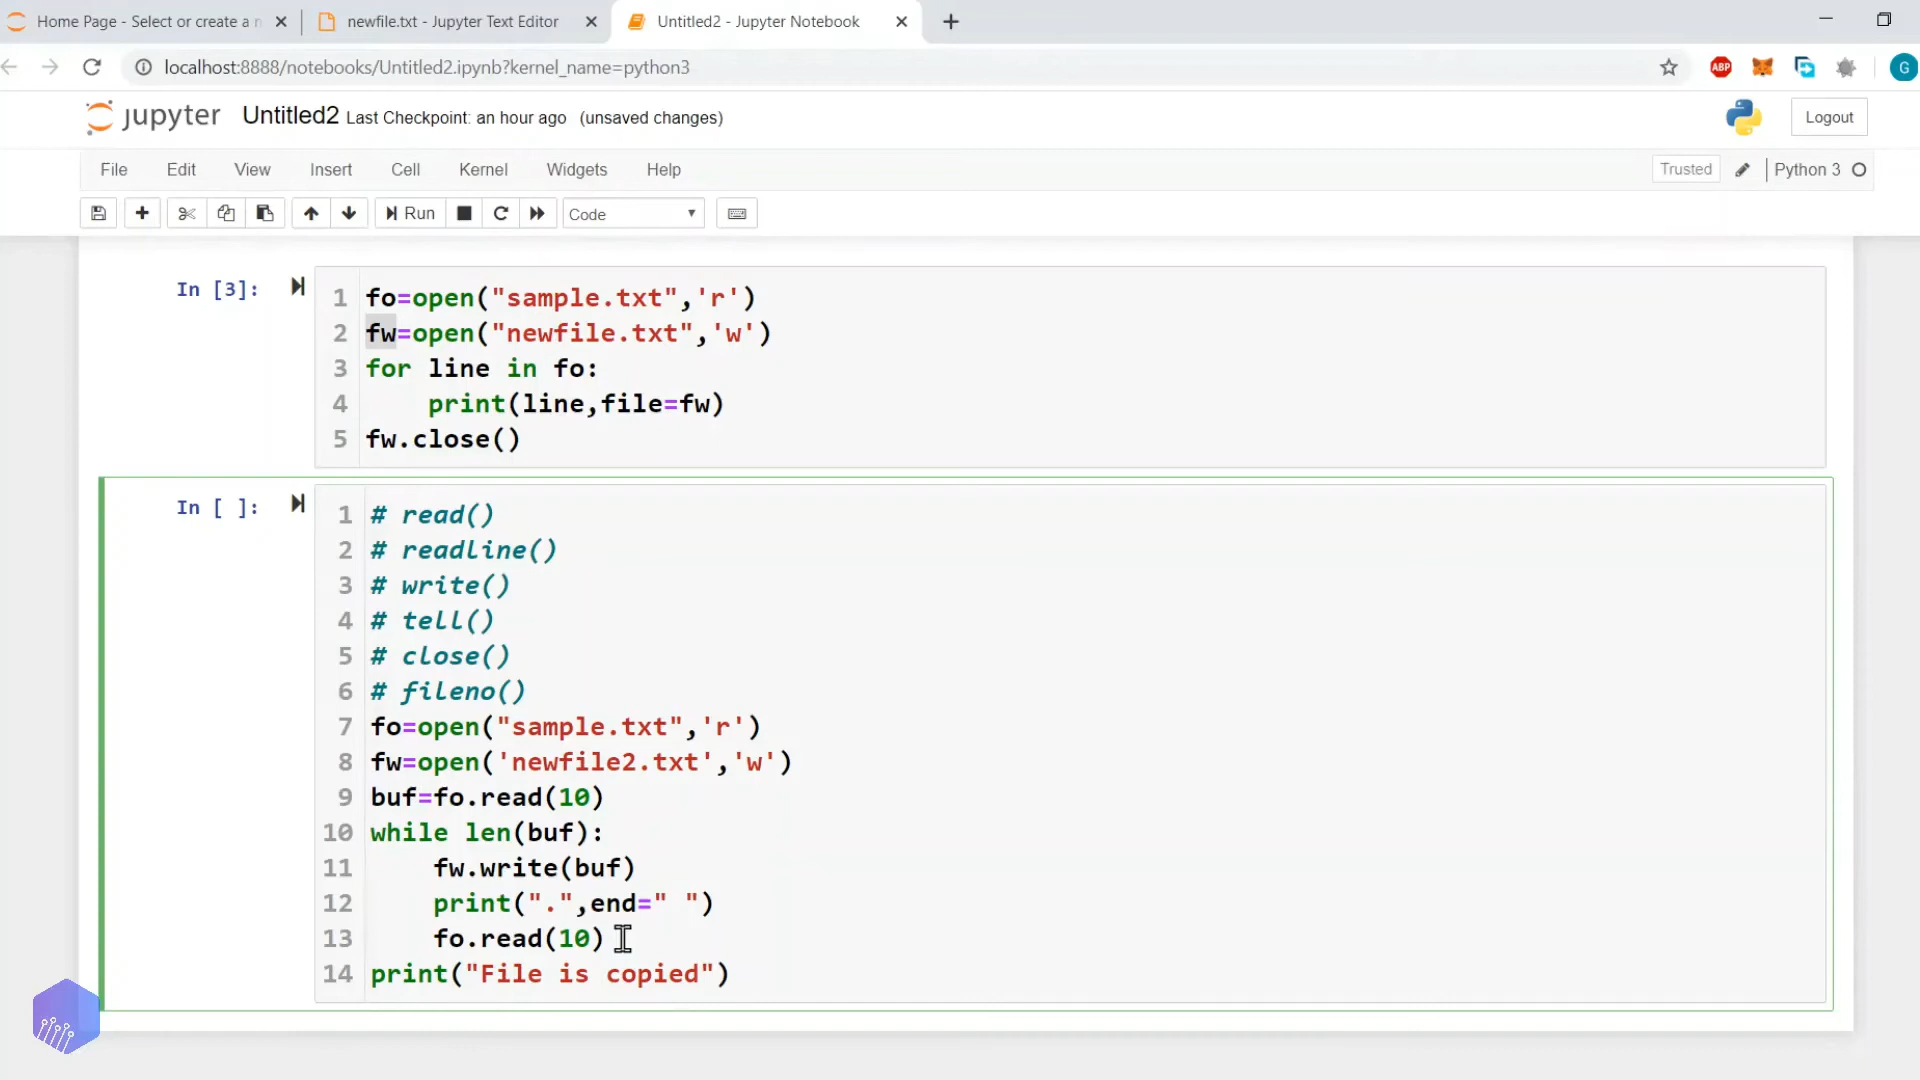 Home Page - Select or create a n
newfile.txt - Jupyter Text Editor
Untitled2 - Jupyter Notebook
localhost:8888/notebooks/Untitled2.ipynb?kernel_name=python3
ABP
G
jupyter Untitled2 Last Checkpoint: an hour ago (unsaved changes)
Logout
File Edit View Insert Cell Kernel Widgets Help
Trusted Python 3
Run Code
In [3]:
1 fo=open("sample.txt",'r')
2 fw=open("newfile.txt",'w')
3 for line in fo:
4     print(line,file=fw)
5 fw.close()
In [ ]:
1 # read()
2 # readline()
3 # write()
4 # tell()
5 # close()
6 # fileno()
7 fo=open("sample.txt",'r')
8 fw=open('newfile2.txt','w')
9 buf=fo.read(10)
10 while len(buf):
11     fw.write(buf)
12     print(".",end=" ")
13     fo.read(10)
14 print("File is copied")